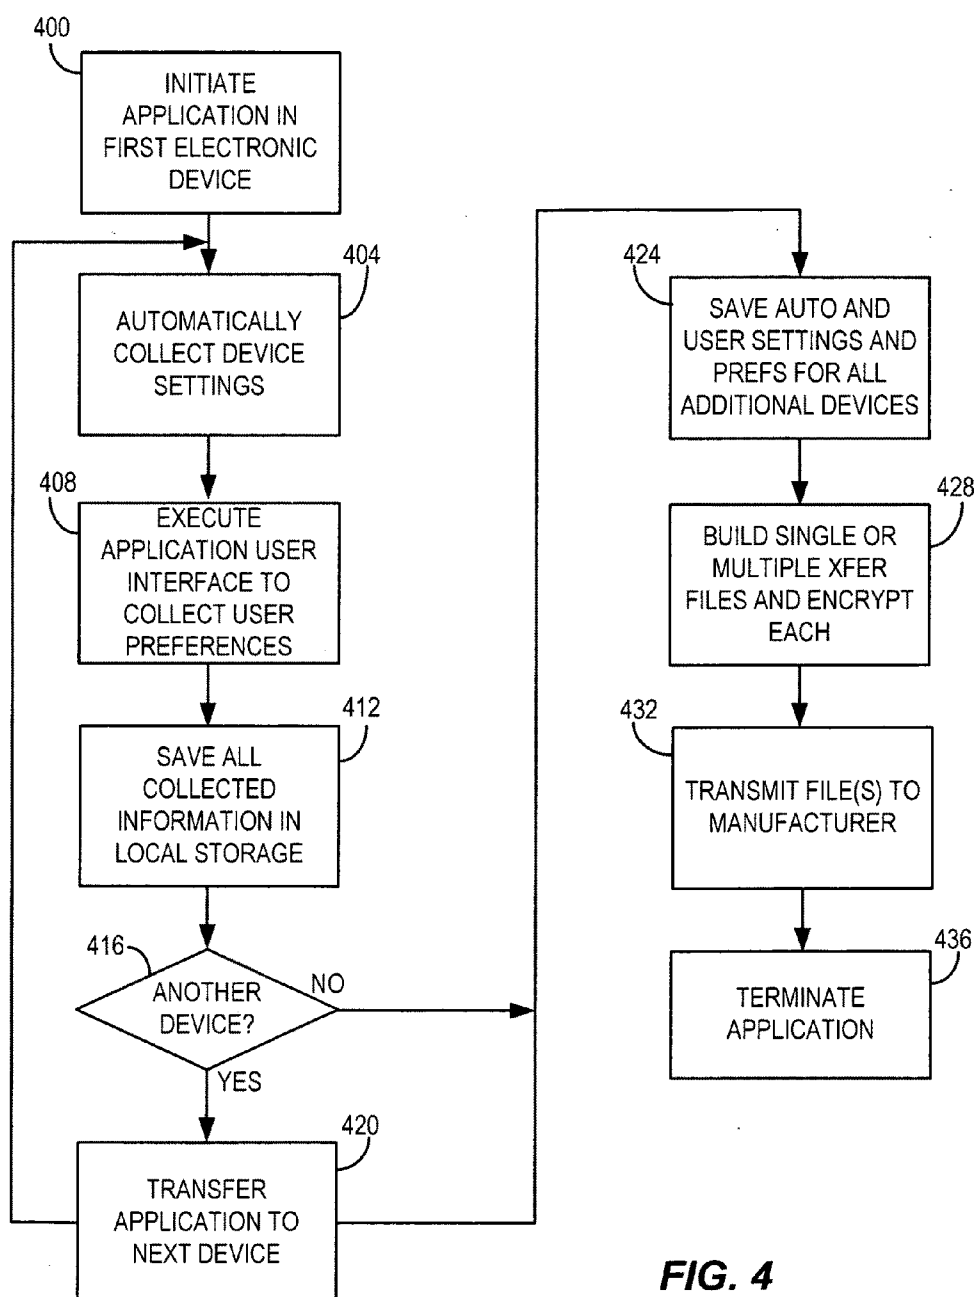 400
INITIATE
APPLICATION IN
FIRST ELECTRONIC
DEVICE
404
AUTOMATICALLY
COLLECT DEVICE
SETTINGS
408
EXECUTE
APPLICATION USER
INTERFACE TO
COLLECT USER
PREFERENCES
412
SAVE ALL
COLLECTED
INFORMATION IN
LOCAL STORAGE
416
ANOTHER
DEVICE?
NO
YES
420
TRANSFER
APPLICATION TO
NEXT DEVICE
424
SAVE AUTO AND
USER SETTINGS AND
PREFS FOR ALL
ADDITIONAL DEVICES
428
BUILD SINGLE OR
MULTIPLE XFER
FILES AND ENCRYPT
EACH
432
TRANSMIT FILE(S) TO
MANUFACTURER
436
TERMINATE
APPLICATION
FIG. 4